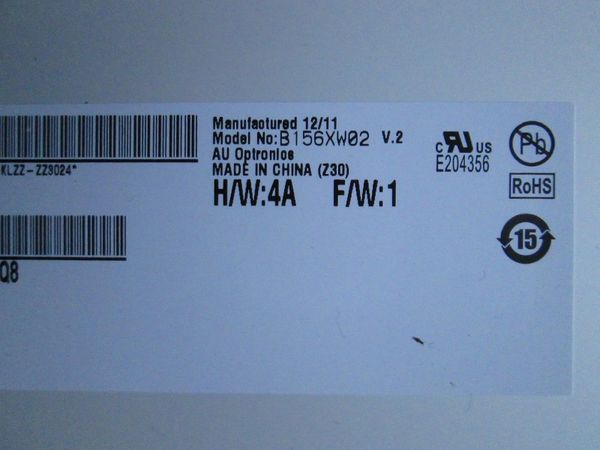 Manufactured 12/11
Model No:B156XW02 V.2
AU Optronics
MADE IN CHINA (Z30)
H/W:4A F/W:1
KLZZ-ZZ3024*
Q8
c RU US
E204356
Pb
RoHS
15